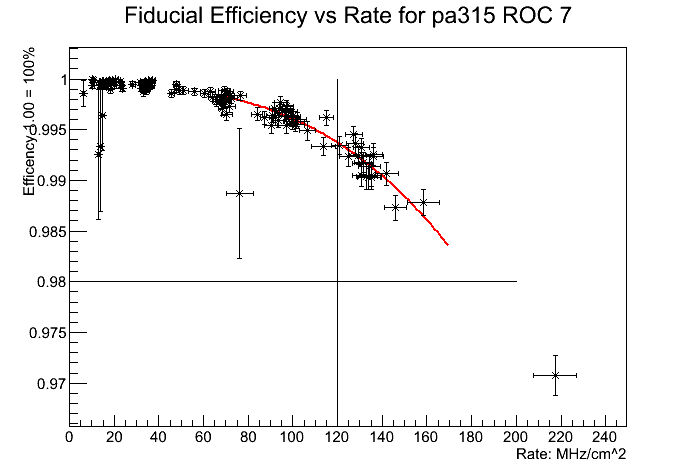 Fiducial Efficiency vs Rate for pa315 ROC 7
Efficency 1.00 = 100%
1
0.995
0.99
0.985
0.98
0.975
0.97
0 20 40 60 80 100 120 140 160 180 200 220 240
Rate: MHz/cm^2